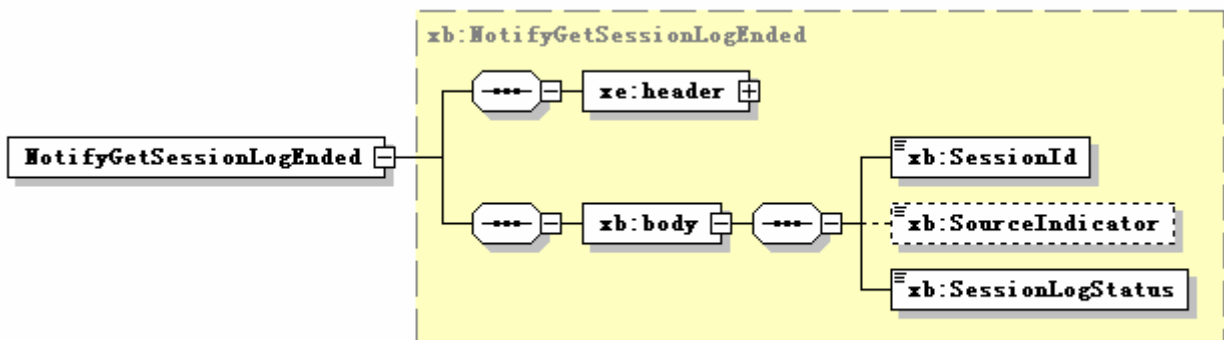 xb:NotifyGetSessionLogEnded
xe:header
NotifyGetSessionLogEnded
xb:SessionId
xb:body
xb:SourceIndicator
xb:SessionLogStatus